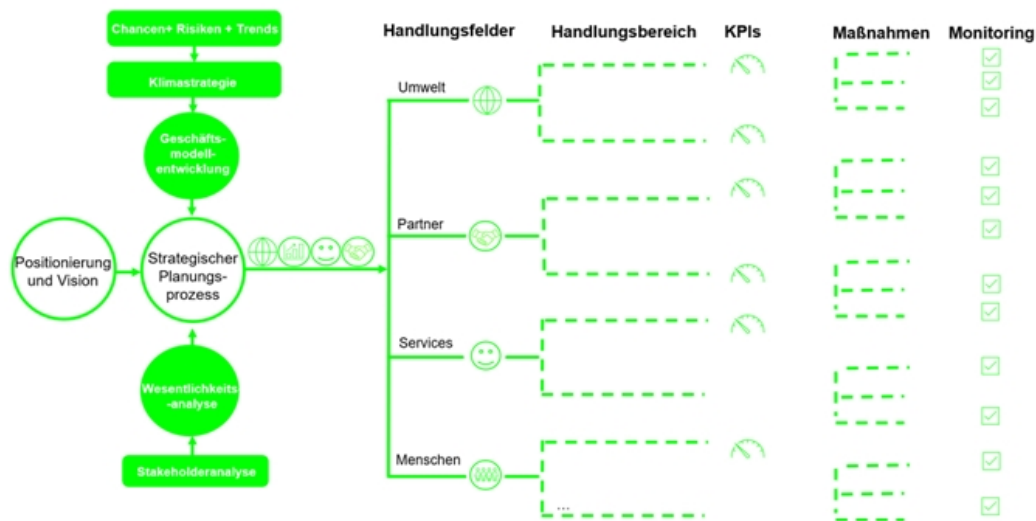 Chancen+ Risiken + Trends
Klimastrategie
Geschäfts-
modell-
entwicklung
Positionierung
und Vision
Strategischer
Planungs-
prozess
Wesentlichkeits
-analyse
Stakeholderanalyse
Handlungsfelder
Handlungsbereich
KPIs
Maßnahmen
Monitoring
Umwelt
Partner
Services
Menschen
...